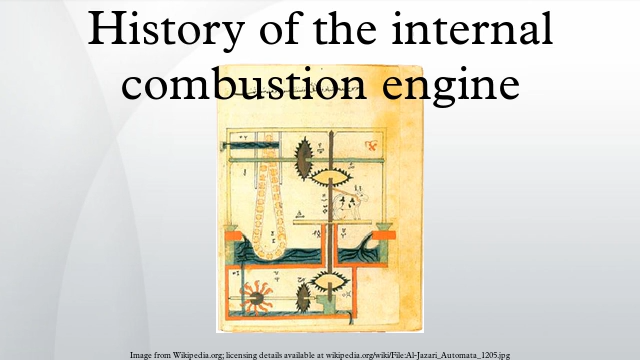 History of the internal
combustion engine
Image from Wikipedia.org; licensing details available at wikipedia.org/wiki/File:Al-Jazari_Automata_1205.jpg